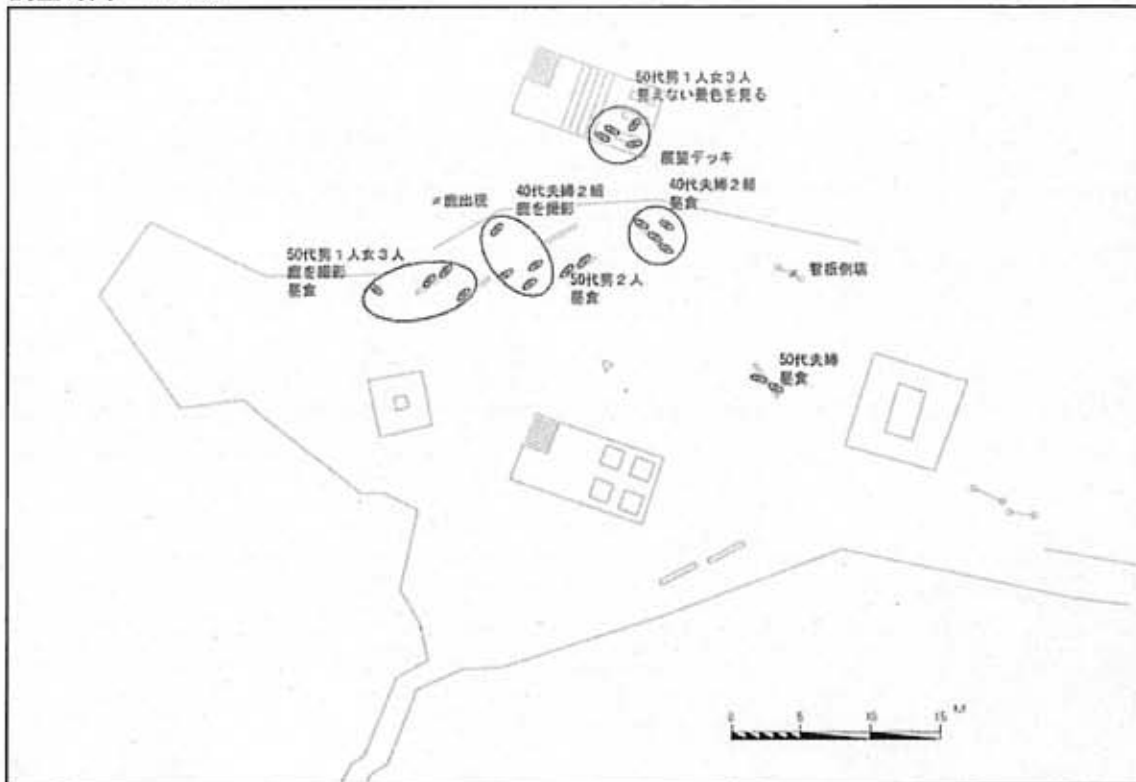 50代男1人女3人
見えない景色を見る
展望デッキ
40代夫婦2組
鹿を撮影
40代夫婦2組
昼食
鹿出現
50代男1人女3人
鹿を撮影
昼食
50代男2人
昼食
看板倒壊
50代夫婦
昼食
0 5 10 15